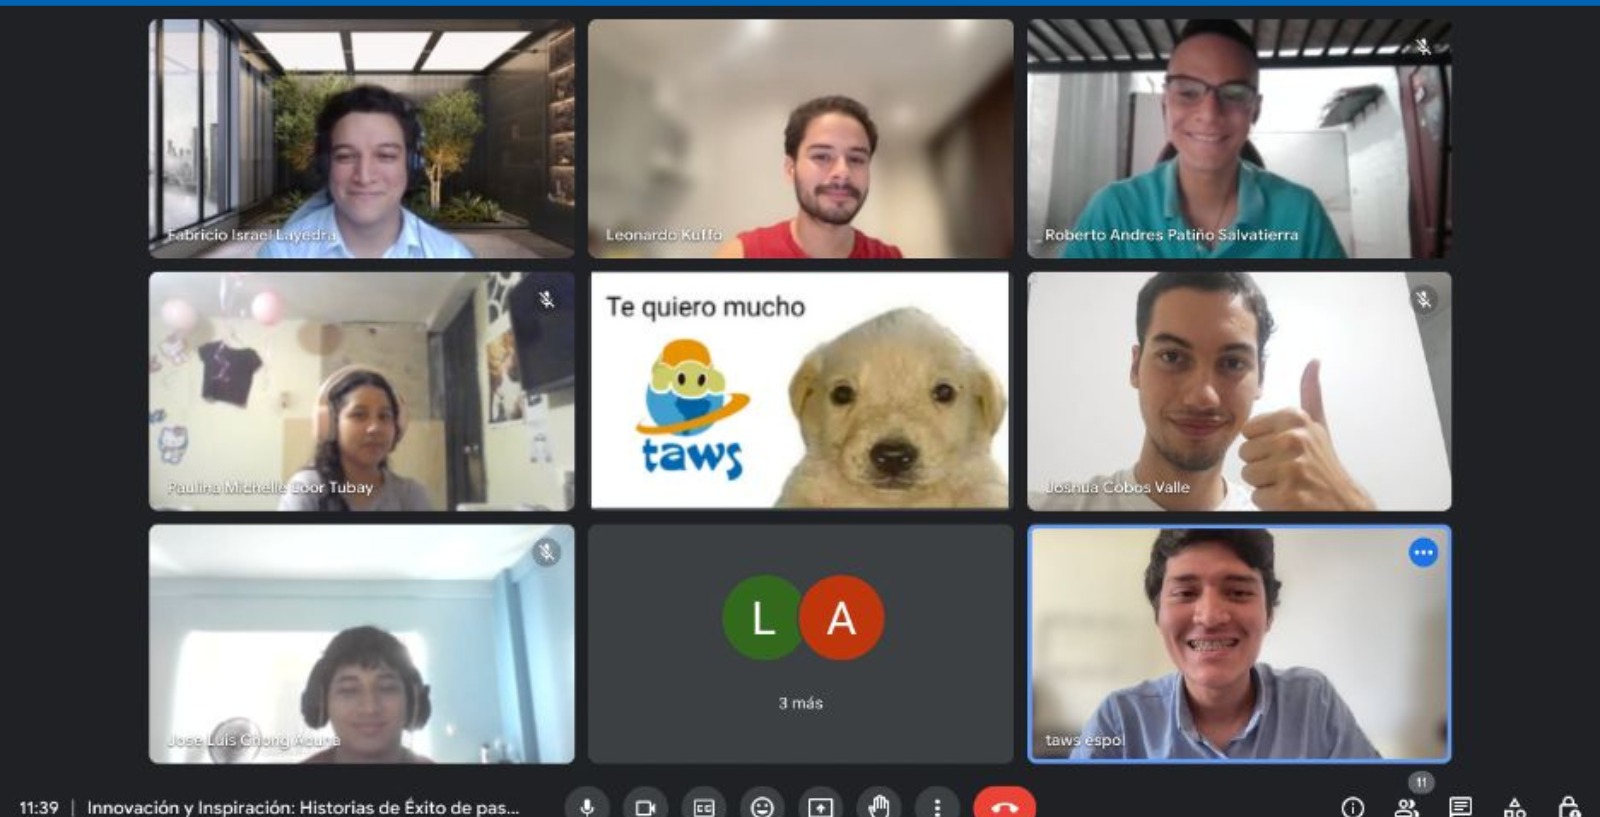 Fabricio Israel Layedra
Leonardo Kuffo
Roberto Andres Patiño Salvatierra
Paulina Michelle Loor Tubay
Te quiero mucho
taws
Joshua Cobos Valle
Jose Luis Chong
L A
3 más
taws espol
11
11:39 | Innovación y Inspiración: Historias de Éxito de pas...
CC